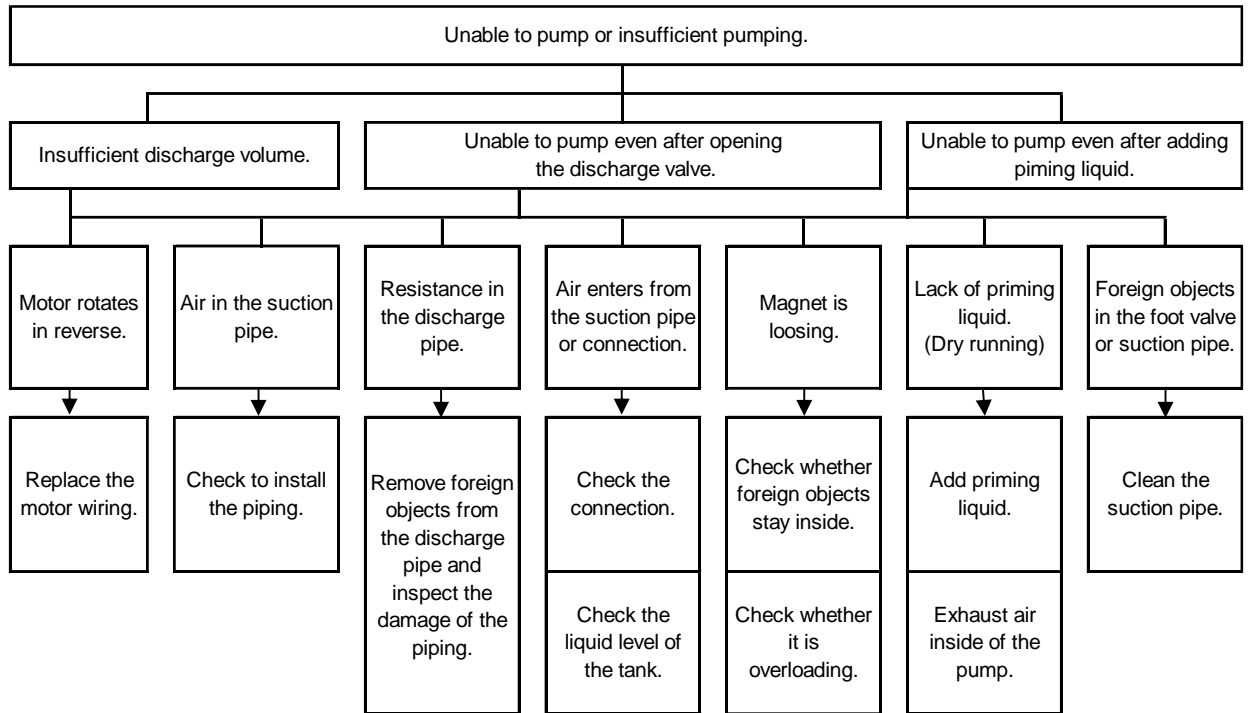 Unable to pump or insufficient pumping.
Insufficient discharge volume.
Unable to pump even after opening
the discharge valve.
Unable to pump even after adding
piming liquid.
Motor rotates
in reverse.
Air in the suction
pipe.
Resistance in
the discharge
pipe.
Air enters from
the suction pipe
or connection.
Magnet is
loosing.
Lack of priming
liquid.
(Dry running)
Foreign objects
in the foot valve
or suction pipe.
Replace the
motor wiring.
Check to install
the piping.
Remove foreign
objects from
the discharge
pipe and
inspect the
damage of the
piping.
Check the
connection.
Check whether
foreign objects
stay inside.
Add priming
liquid.
Clean the
suction pipe.
Check the
liquid level of
the tank.
Check whether
it is
overloading.
Exhaust air
inside of the
pump.